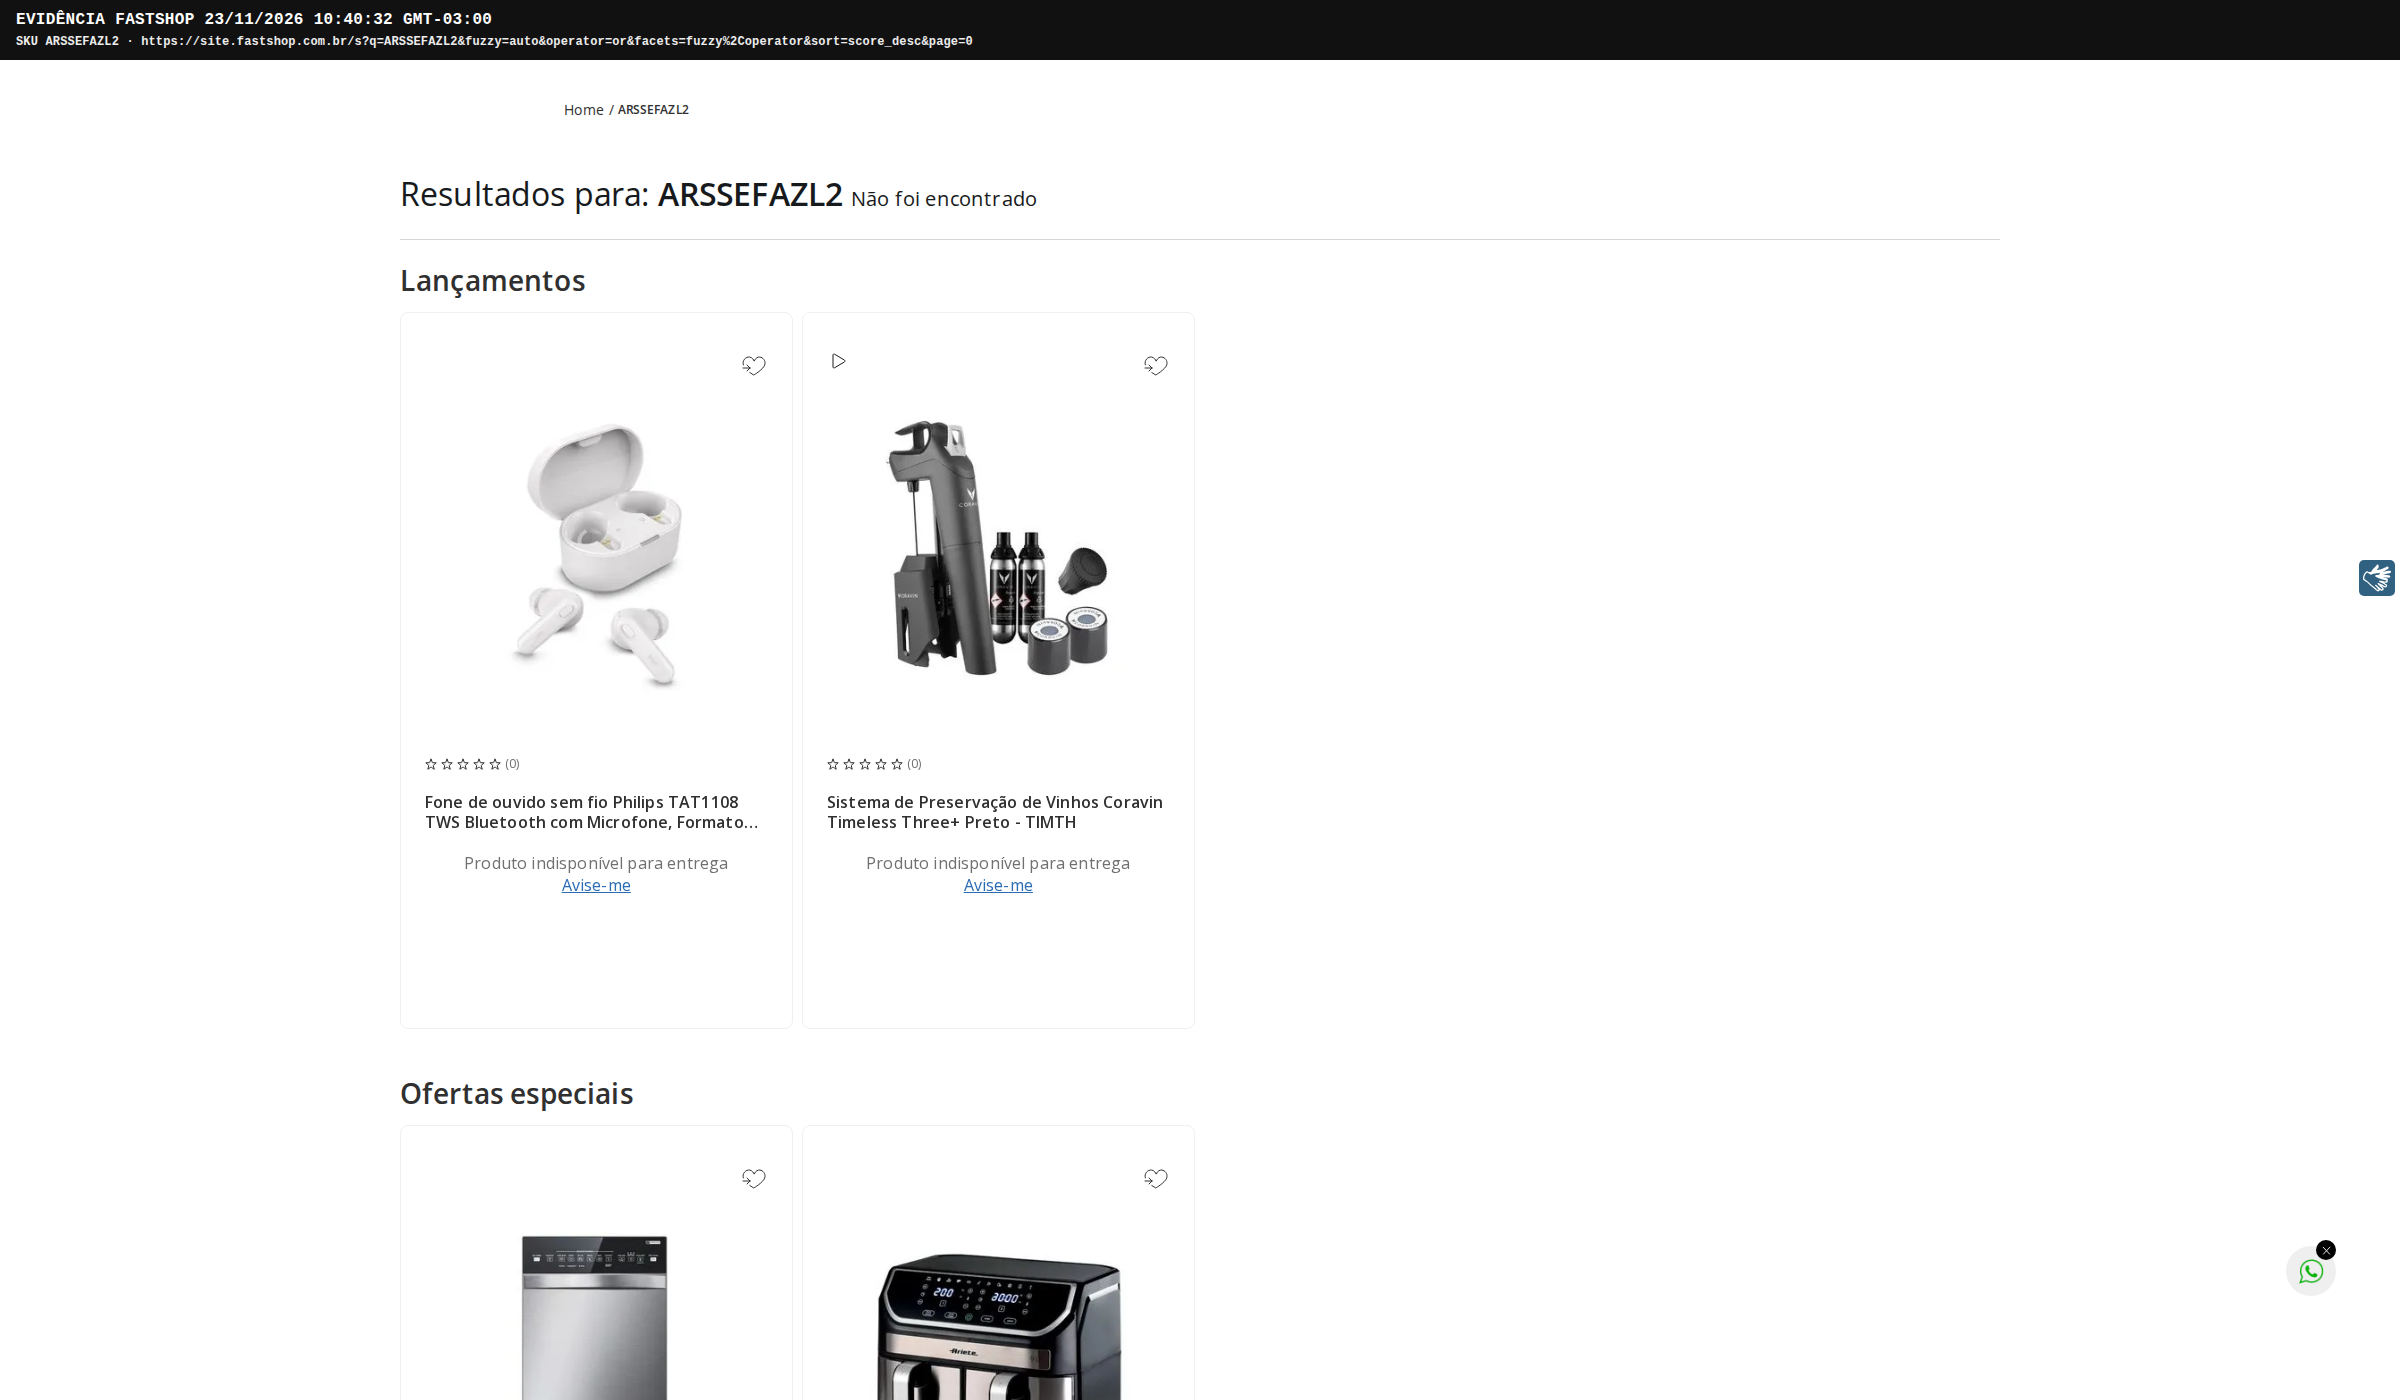 EVIDÊNCIA FASTSHOP 23/11/2026 10:40:32 GMT-03:00
SKU ARSSEFAZL2 · https://site.fastshop.com.br/s?q=ARSSEFAZL2&fuzzy=auto&operator=or&facets=fuzzy%2Coperator&sort=score_desc&page=0
Home / ARSSEFAZL2
Resultados para: ARSSEFAZL2 Não foi encontrado
Lançamentos
CORAVIN
(0)
(0)
Fone de ouvido sem fio Philips TAT1108
TWS Bluetooth com Microfone, Formato…
Sistema de Preservação de Vinhos Coravin
Timeless Three+ Preto - TIMTH
Produto indisponível para entrega
Avise-me
Produto indisponível para entrega
Avise-me
Ofertas especiais
200
3000
Ariete